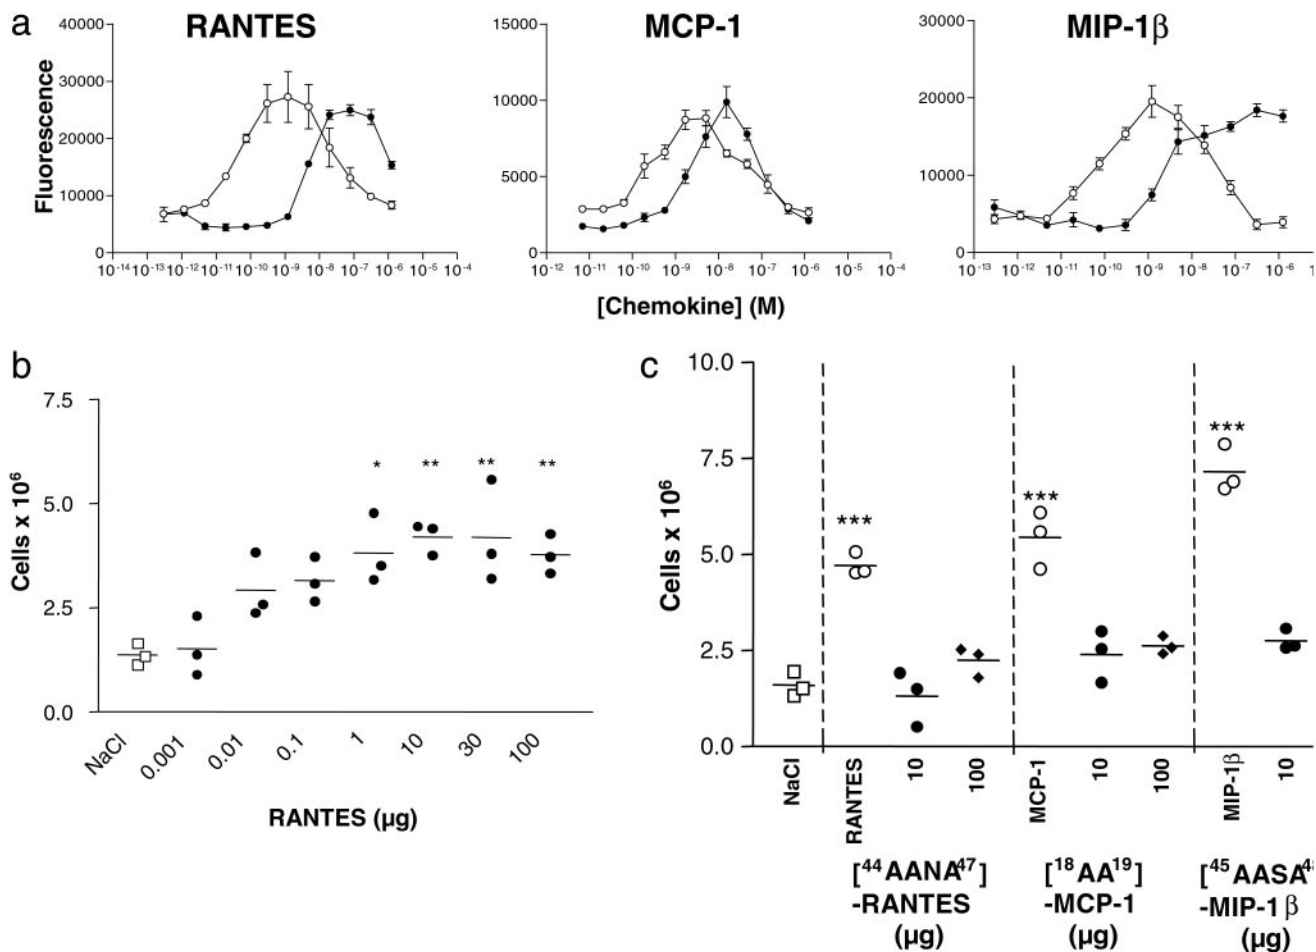 a
RANTES
MCP-1
MIP-1β
Fluorescence
40000
30000
20000
10000
0
10⁻¹⁴ 10⁻¹³ 10⁻¹² 10⁻¹¹ 10⁻¹⁰ 10⁻⁹ 10⁻⁸ 10⁻⁷ 10⁻⁶ 10⁻⁵ 10⁻⁴
15000
10000
5000
0
10⁻¹² 10⁻¹¹ 10⁻¹⁰ 10⁻⁹ 10⁻⁸ 10⁻⁷ 10⁻⁶ 10⁻⁵ 10⁻⁴
30000
20000
10000
0
10⁻¹³ 10⁻¹² 10⁻¹¹ 10⁻¹⁰ 10⁻⁹ 10⁻⁸ 10⁻⁷ 10⁻⁶
[Chemokine] (M)
b
Cells x 10⁶
7.5
5.0
2.5
0.0
* ** ** **
NaCl 0.001 0.01 0.1 1 10 30 100
RANTES (µg)
c
Cells x 10⁶
10.0
7.5
5.0
2.5
0.0
*** *** ***
NaCl RANTES 10 100 MCP-1 10 100 MIP-1β 10
[⁴⁴AANA⁴⁷]
-RANTES
(µg)
[¹⁸AA¹⁹]
-MCP-1
(µg)
[⁴⁵AASA
-MIP-1β
(µg)